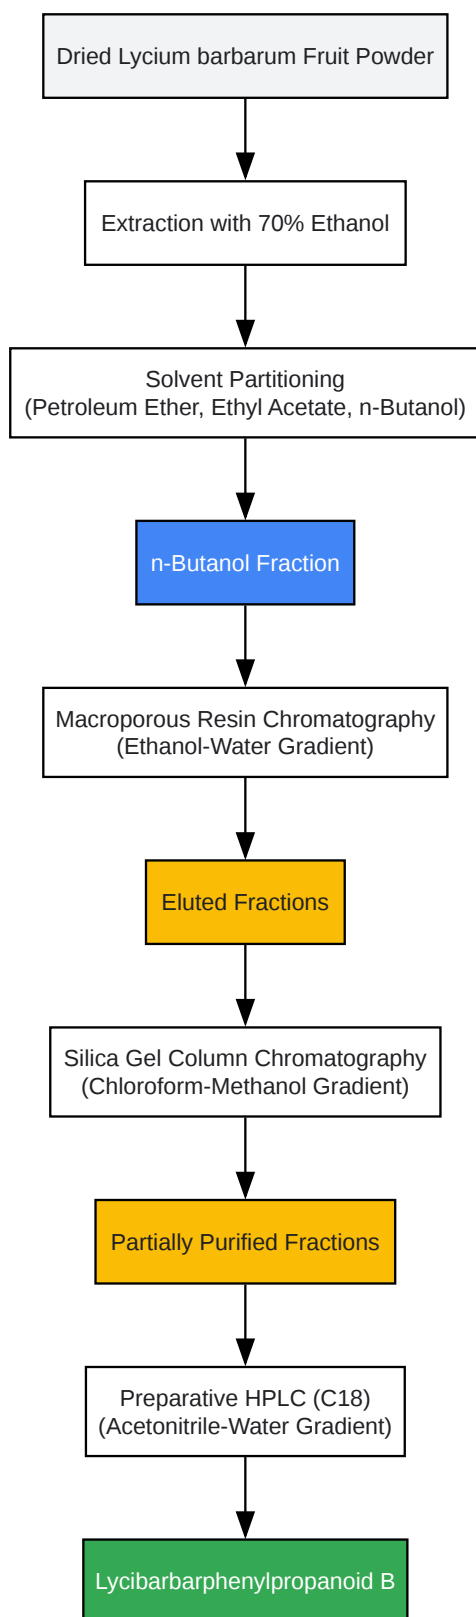 Dried Lycium barbarum Fruit Powder
Extraction with 70% Ethanol
Solvent Partitioning
(Petroleum Ether, Ethyl Acetate, n-Butanol)
n-Butanol Fraction
Macroporous Resin Chromatography
(Ethanol-Water Gradient)
Eluted Fractions
Silica Gel Column Chromatography
(Chloroform-Methanol Gradient)
Partially Purified Fractions
Preparative HPLC (C18)
(Acetonitrile-Water Gradient)
Lycibarbarphenylpropanoid B